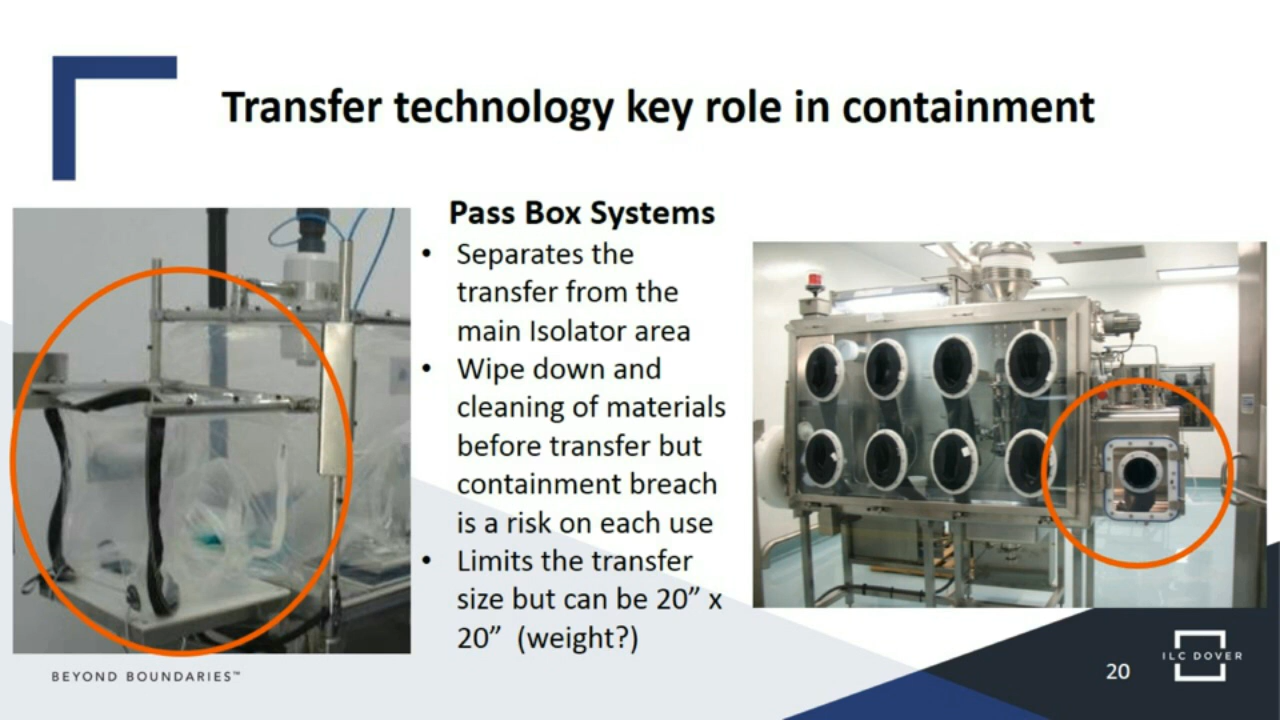 Transfer technology key role in containment
Pass Box Systems
• Separates the
transfer from the
main Isolator area
• Wipe down and
cleaning of materials
before transfer but
containment breach
is a risk on each use
• Limits the transfer
size but can be 20” x
20” (weight?)
BEYOND BOUNDARIES™
20
ILC DOVER